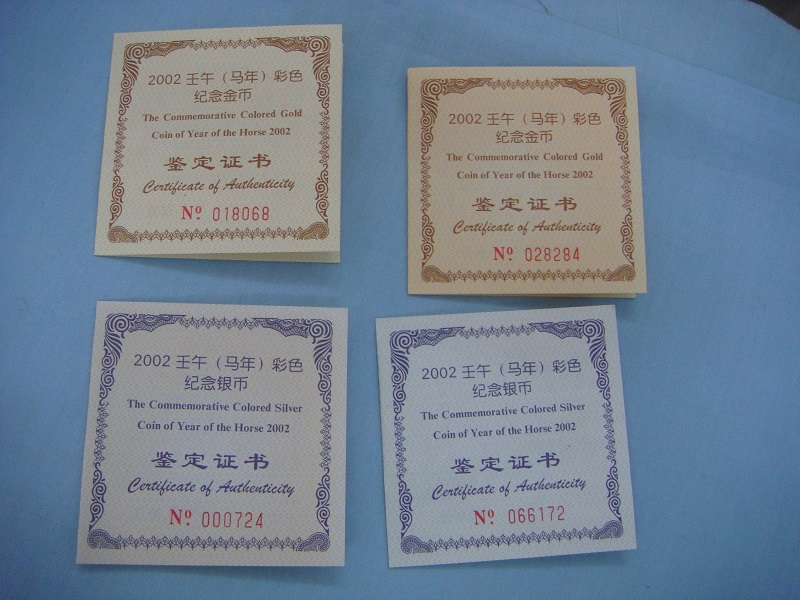 2002 壬午（马年）彩色
纪念金币
The Commemorative Colored Gold
Coin of Year of the Horse 2002
鉴定证书
Certificate of Authenticity
Nº 018068
2002 壬午（马年）彩色
纪念金币
The Commemorative Colored Gold
Coin of Year of the Horse 2002
鉴定证书
Certificate of Authenticity
Nº 028284
2002 壬午（马年）彩色
纪念银币
The Commemorative Colored Silver
Coin of Year of the Horse 2002
鉴定证书
Certificate of Authenticity
Nº 000724
2002 壬午（马年）彩色
纪念银币
The Commemorative Colored Silver
Coin of Year of the Horse 2002
鉴定证书
Certificate of Authenticity
Nº 066172